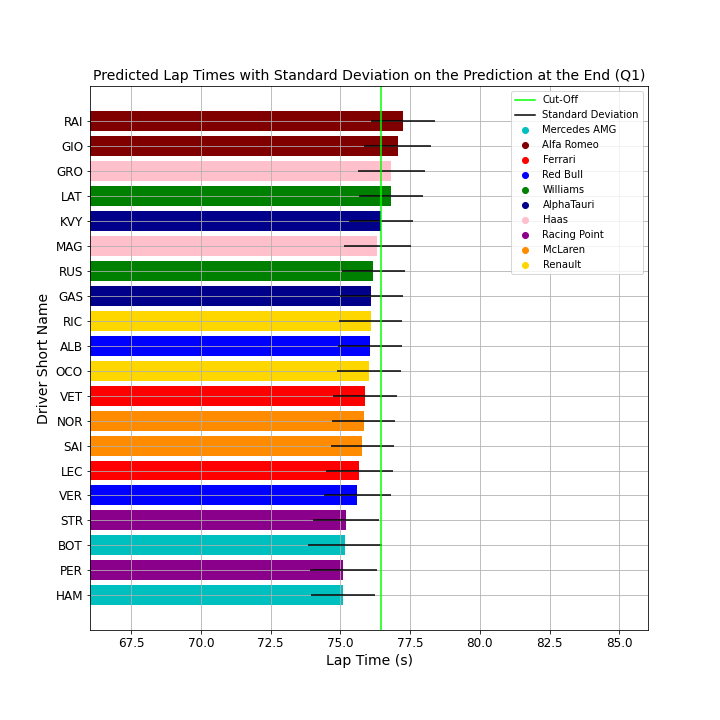 Predicted Lap Times with Standard Deviation on the Prediction at the End (Q1)
Cut-Off
Standard Deviation
Mercedes AMG
Alfa Romeo
Ferrari
Red Bull
Williams
AlphaTauri
Haas
Racing Point
McLaren
Renault
Driver Short Name
RAI
GIO
GRO
LAT
KVY
MAG
RUS
GAS
RIC
ALB
OCO
VET
NOR
SAI
LEC
VER
STR
BOT
PER
HAM
67.5 70.0 72.5 75.0 77.5 80.0 82.5 85.0
Lap Time (s)